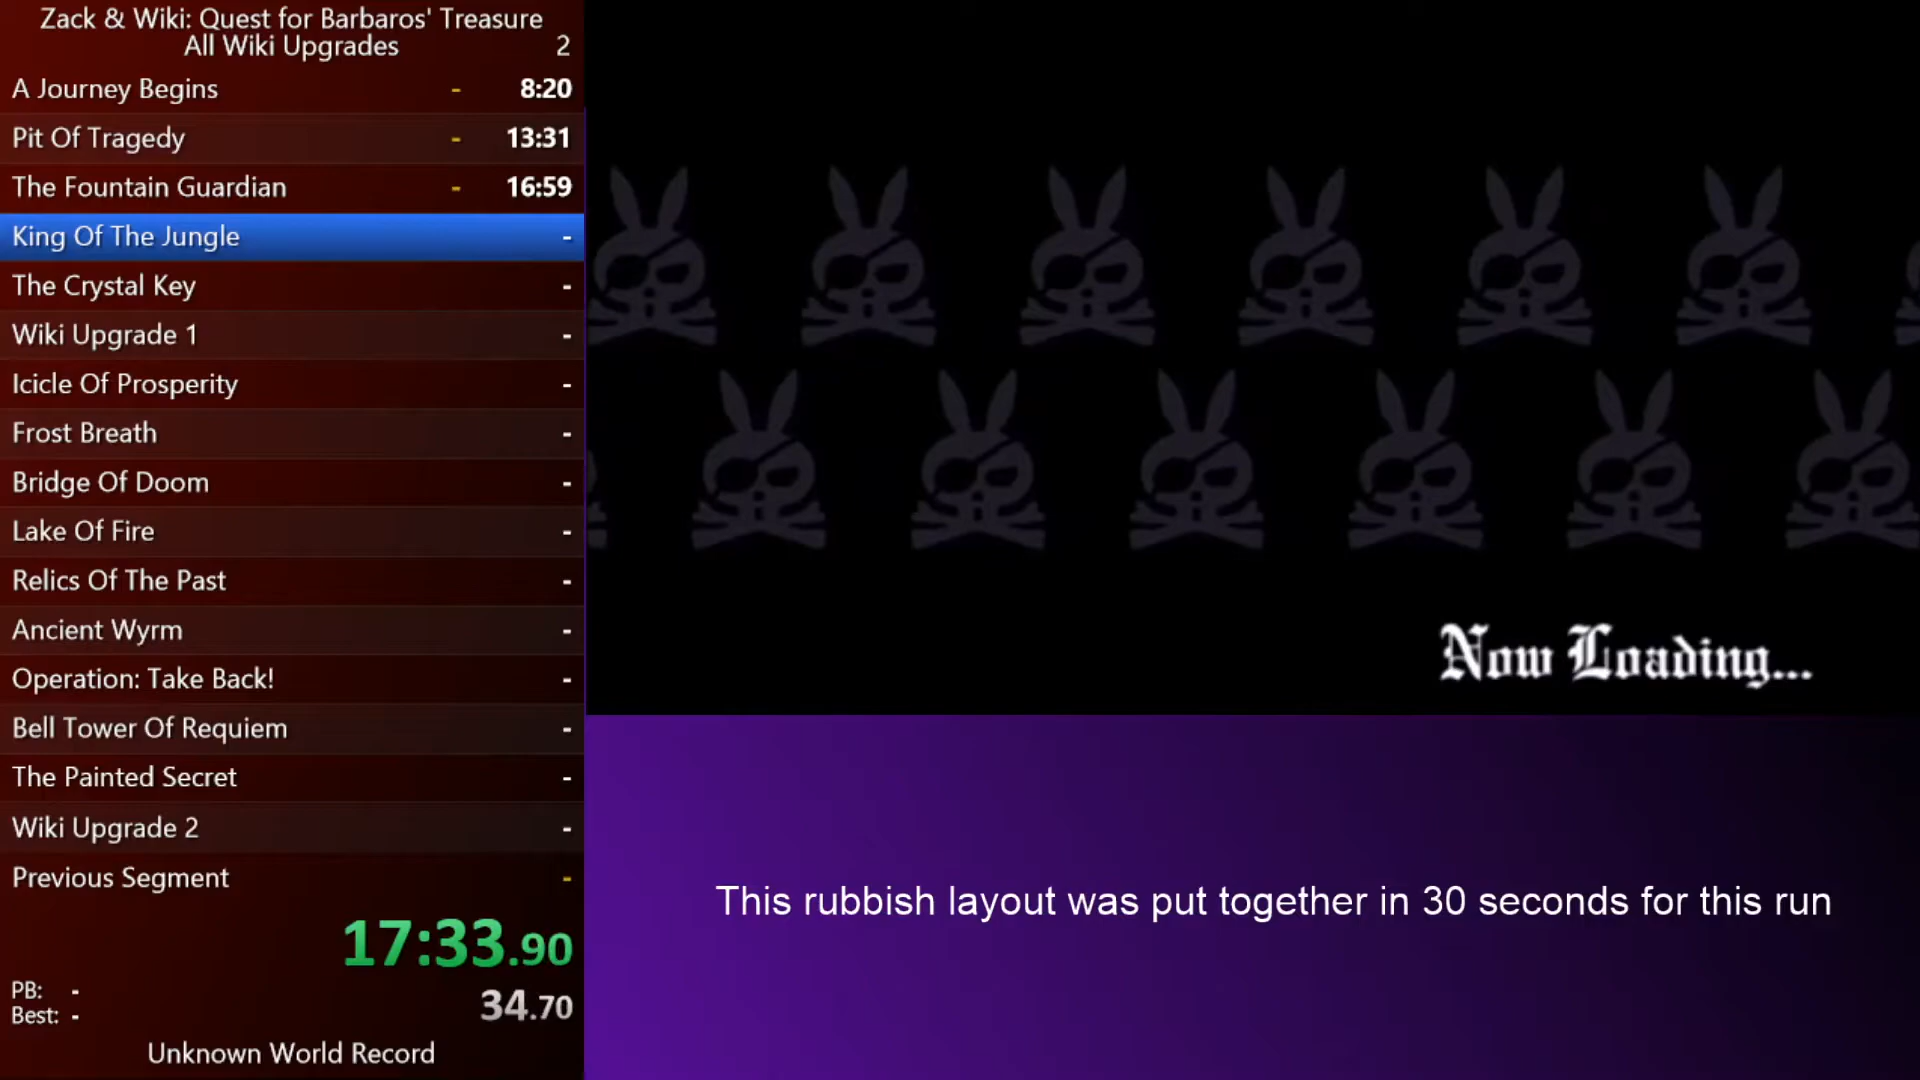 Zack & Wiki: Quest for Barbaros' Treasure
All Wiki Upgrades 2
A Journey Begins - 8:20
Pit Of Tragedy - 13:31
The Fountain Guardian - 16:59
King Of The Jungle -
The Crystal Key -
Wiki Upgrade 1 -
Icicle Of Prosperity -
Frost Breath -
Bridge Of Doom -
Lake Of Fire -
Relics Of The Past -
Ancient Wyrm -
Operation: Take Back! -
Bell Tower Of Requiem -
The Painted Secret -
Wiki Upgrade 2 -
Previous Segment -
17:33.90
PB: -
Best: -
34.70
Unknown World Record
Now Loading...
This rubbish layout was put together in 30 seconds for this run